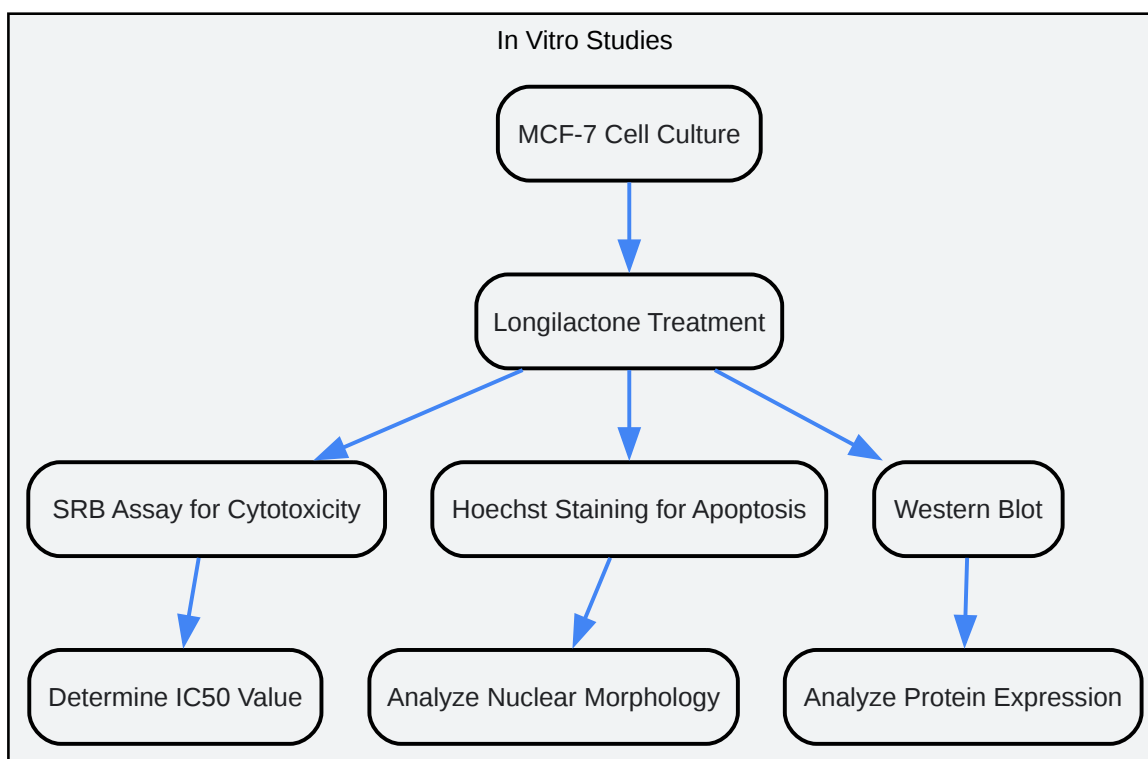 In Vitro Studies
MCF-7 Cell Culture
Longilactone Treatment
SRB Assay for Cytotoxicity
Hoechst Staining for Apoptosis
Western Blot
Determine IC50 Value
Analyze Nuclear Morphology
Analyze Protein Expression